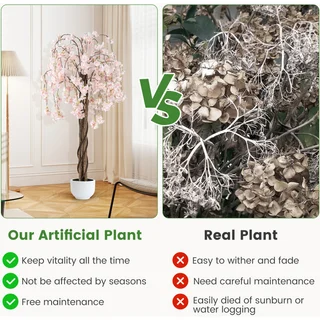 VS
Our Artificial Plant
Real Plant
Keep vitality all the time
Easy to wither and fade
Not be affected by seasons
Need careful maintenance
Free maintenance
Easily died of sunburn or
water logging